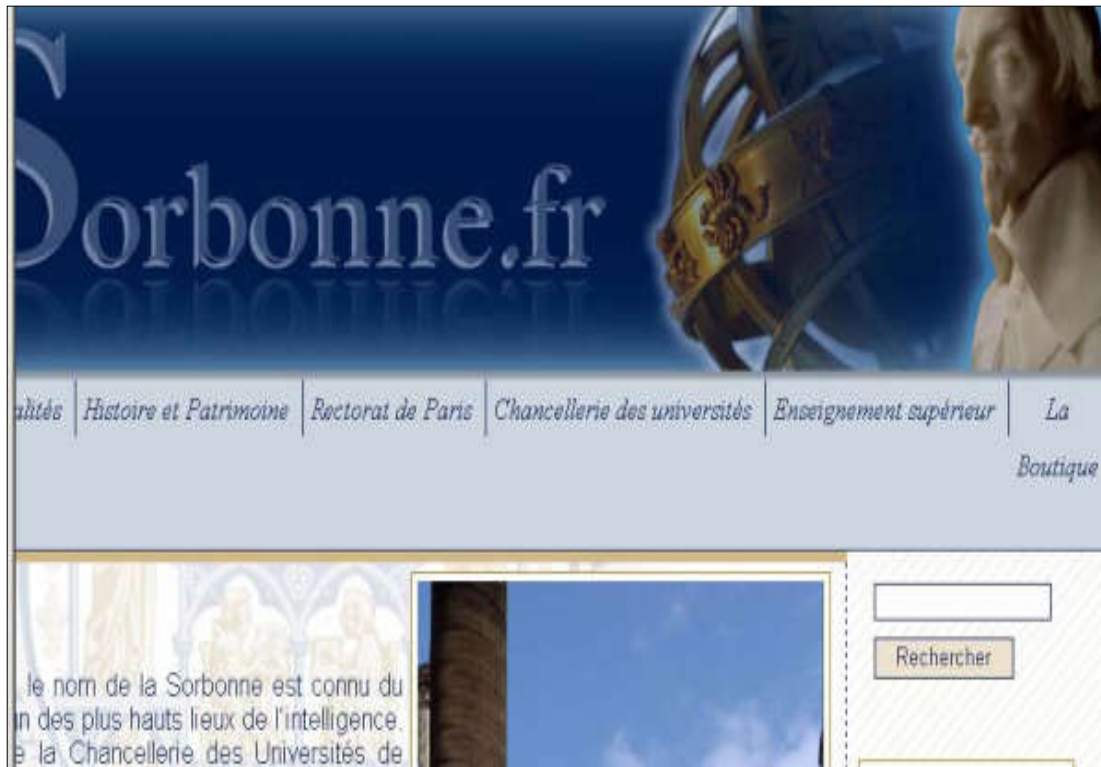 Sorbonne.fr
alités Histoire et Patrimoine Rectorat de Paris Chancellerie des universités Enseignement supérieur La
Boutique
Rechercher
le nom de la Sorbonne est connu du
un des plus hauts lieux de l'intelligence.
e la Chancellerie des Universités de